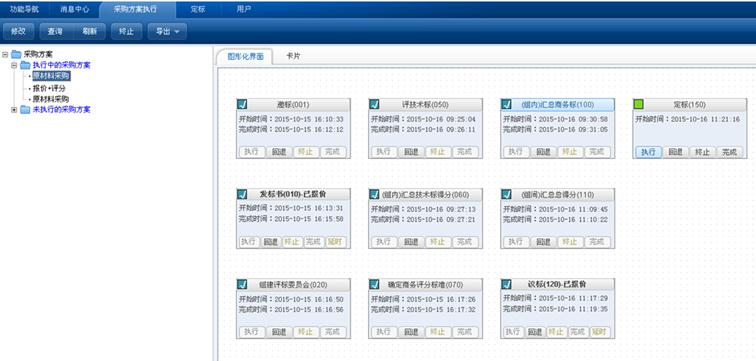 功能导航 消息中心 采购方案执行 定标 用户
修改 查询 刷新 终止 导出
采购方案
执行中的采购方案
原材料采购
报价+评分
原材料采购
未执行的采购方案
图形化界面 卡片
邀标(001)
开始时间：2015-10-15 16:10:33
完成时间：2015-10-15 16:12:12
执行 回退 终止 完成
评技术标(050)
开始时间：2015-10-16 09:25:04
完成时间：2015-10-16 09:26:11
执行 回退 终止 完成
(组内)汇总商务标(100)
开始时间：2015-10-16 09:30:58
完成时间：2015-10-16 09:31:05
执行 回退 终止 完成
定标(150)
开始时间：2015-10-16 11:21:16
执行 回退 终止 完成
发标书(010)-已报价
开始时间：2015-10-15 16:13:31
完成时间：2015-10-15 16:15:58
执行 回退 终止 完成 延时
(组内)汇总技术标得分(060)
开始时间：2015-10-16 09:27:13
完成时间：2015-10-16 09:27:21
执行 回退 终止 完成
(组间)汇总总得分(110)
开始时间：2015-10-16 11:09:45
完成时间：2015-10-16 11:10:22
执行 回退 终止 完成
组建评标委员会(020)
开始时间：2015-10-15 16:16:50
完成时间：2015-10-15 16:16:56
执行 回退 终止 完成
确定商务评分标准(070)
开始时间：2015-10-15 16:17:26
完成时间：2015-10-15 16:17:32
执行 回退 终止 完成
议标(120)-已报价
开始时间：2015-10-16 11:17:29
完成时间：2015-10-16 11:19:35
执行 回退 终止 完成 延时